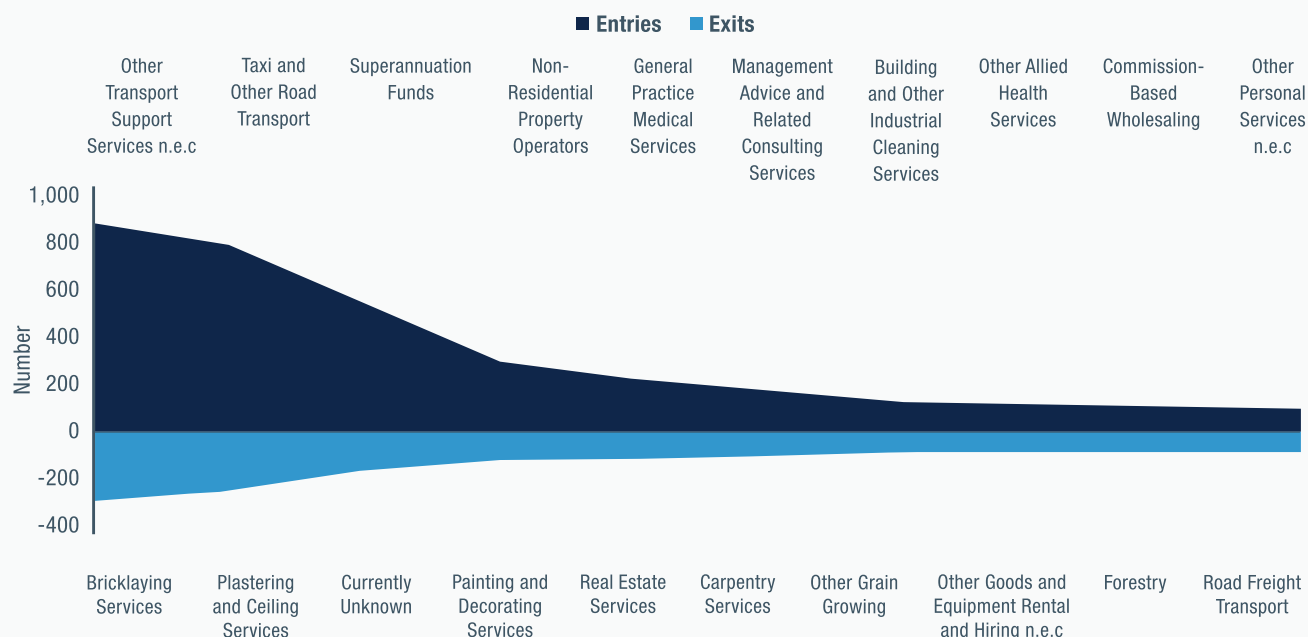 Entries Exits
Other
Transport
Support
Services n.e.c
Taxi and
Other Road
Transport
Superannuation
Funds
Non-
Residential
Property
Operators
General
Practice
Medical
Services
Management
Advice and
Related
Consulting
Services
Building
and Other
Industrial
Cleaning
Services
Other Allied
Health
Services
Commission-
Based
Wholesaling
Other
Personal
Services
n.e.c
Number
1,000
800
600
400
200
0
-200
-400
Bricklaying
Services
Plastering
and Ceiling
Services
Currently
Unknown
Painting and
Decorating
Services
Real Estate
Services
Carpentry
Services
Other Grain
Growing
Other Goods and
Equipment Rental
and Hiring n.e.c
Forestry
Road Freight
Transport